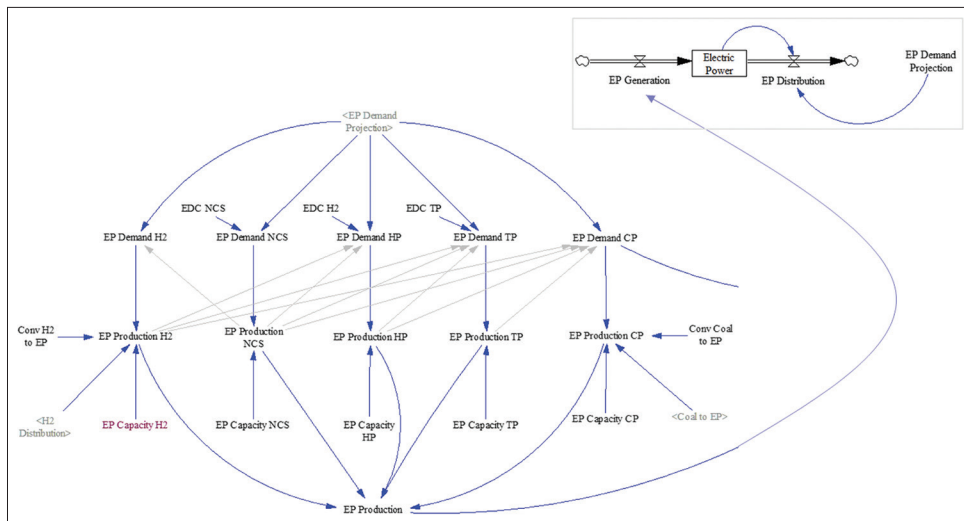 Electric
Power
EP Generation
EP Distribution
EP Demand
Projection
<EP Demand
Projection>
EDC NCS
EDC H2
EDC TP
EP Demand H2
EP Demand NCS
EP Demand HP
EP Demand TP
EP Demand CP
Conv H2
to EP
EP Production H2
EP Production
NCS
EP Production HP
EP Production TP
EP Production CP
Conv Coal
to EP
<H2
Distribution>
EP Capacity H2
EP Capacity NCS
EP Capacity
HP
EP Capacity TP
EP Capacity CP
<Coal to EP>
EP Production